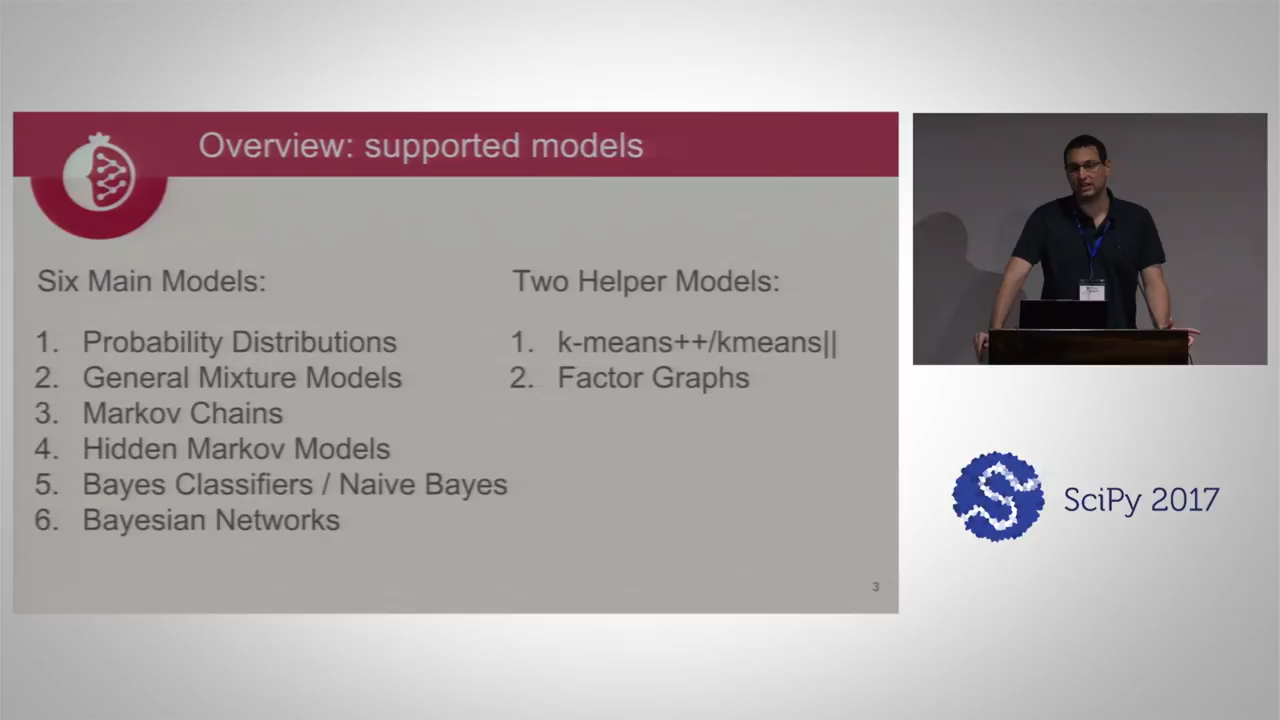 Overview: supported models
Six Main Models:
1. Probability Distributions
2. General Mixture Models
3. Markov Chains
4. Hidden Markov Models
5. Bayes Classifiers / Naive Bayes
6. Bayesian Networks
Two Helper Models:
1. k-means++/kmeans||
2. Factor Graphs
3
SciPy 2017